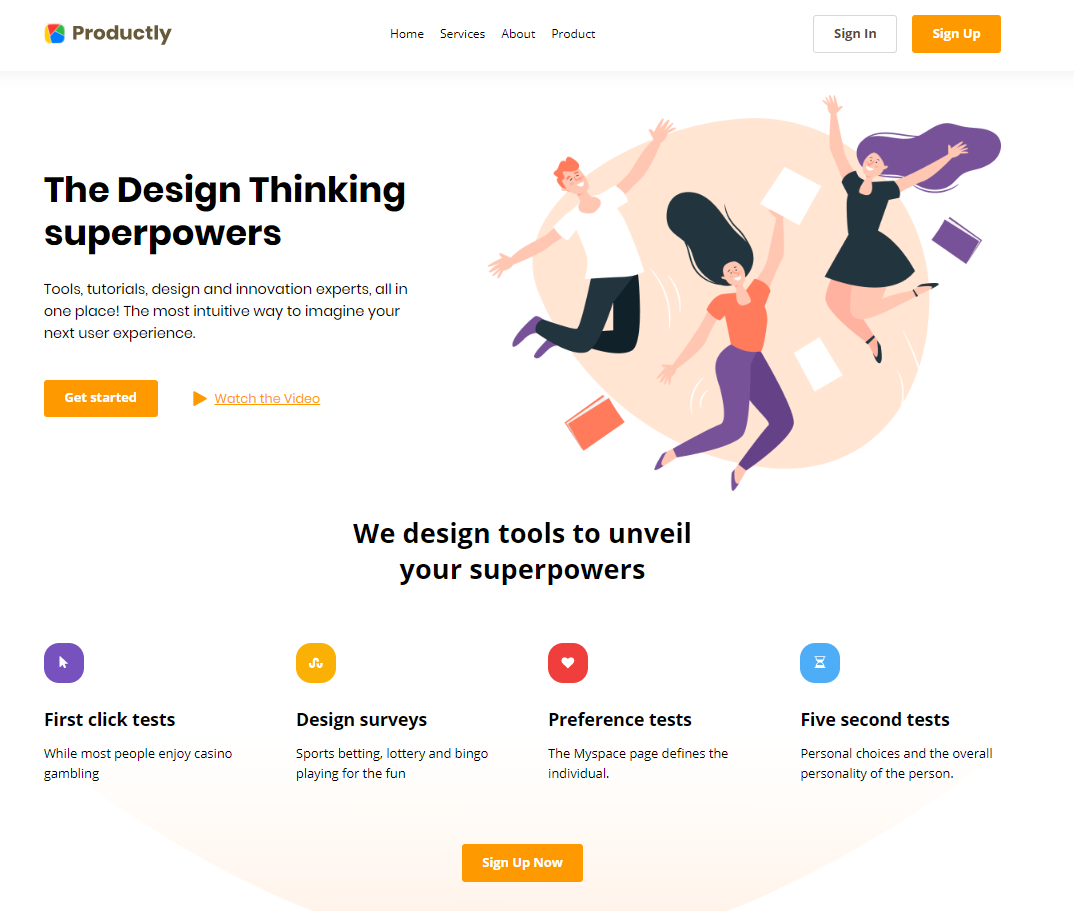 Productly
Home Services About Product
Sign In
Sign Up
The Design Thinking
superpowers
Tools, tutorials, design and innovation experts, all in
one place! The most intuitive way to imagine your
next user experience.
Get started
Watch the Video
We design tools to unveil
your superpowers
First click tests
While most people enjoy casino
gambling
Design surveys
Sports betting, lottery and bingo
playing for the fun
Preference tests
The Myspace page defines the
individual.
Five second tests
Personal choices and the overall
personality of the person.
Sign Up Now